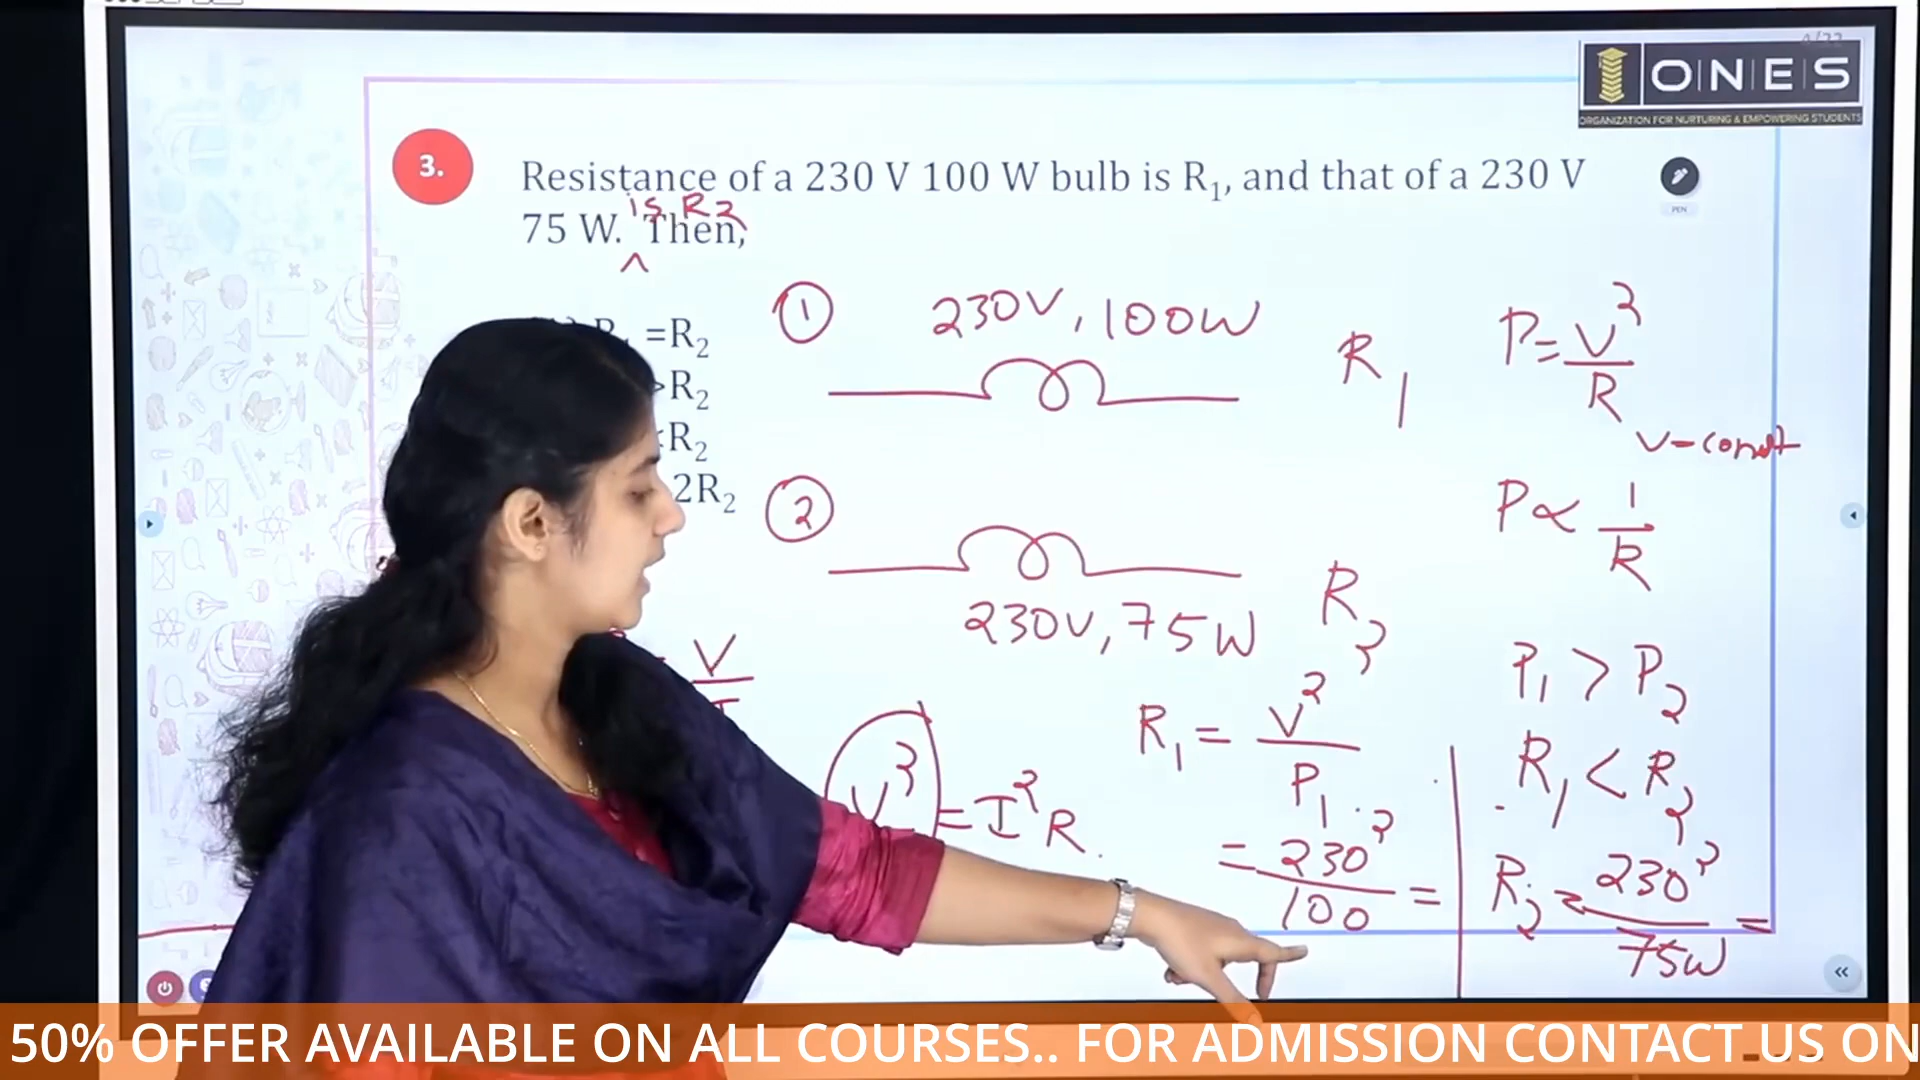 O|N|E|S
ORGANIZATION FOR NURTURING & EMPOWERING STUDENTS
3.
Resistance of a 230 V 100 W bulb is R₁, and that of a 230 V
is R2
75 W. Then,
^
PEN
=R₂
>R₂
R₂
2R₂
① 230V, 100W
R₁
P = V²/R
V-const
P ∝ 1/R
②
230V, 75W
R₂
P₁ > P₂
R₁ < R₂
V
V² = I²R
R₁ = V²/P₁
= 230²/100 =
R₂ = 230²/75W =
50% OFFER AVAILABLE ON ALL COURSES.. FOR ADMISSION CONTACT US ON